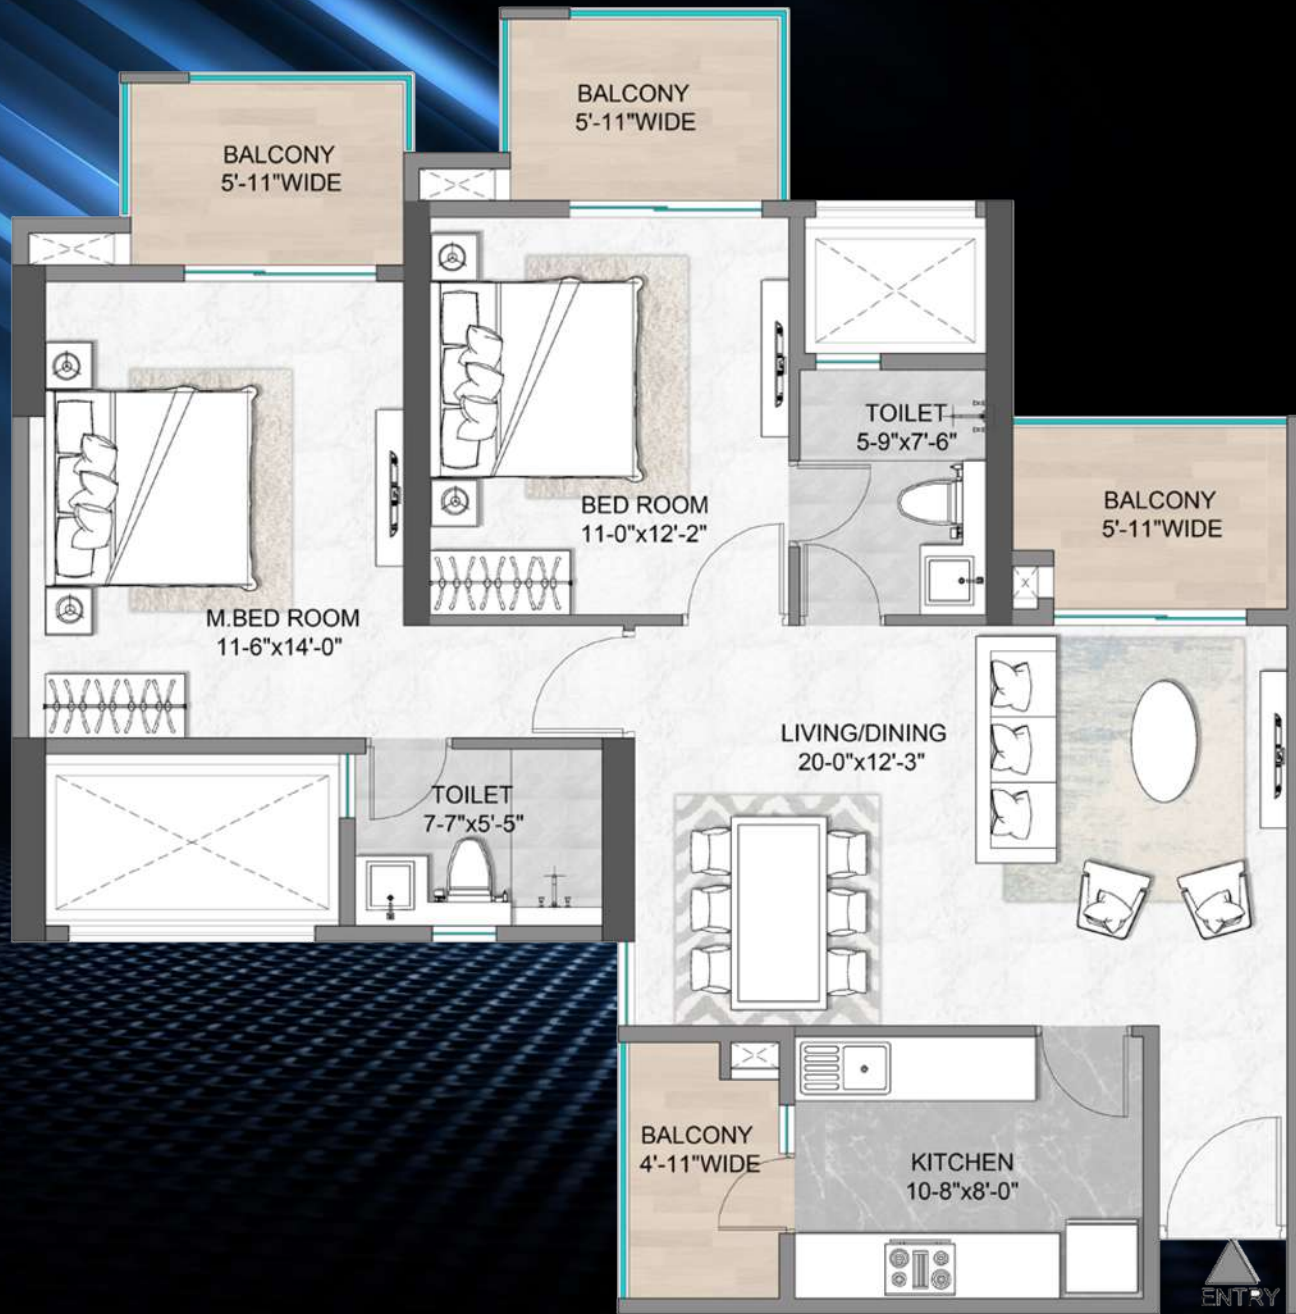 BALCONY
5'-11"WIDE
BALCONY
5'-11"WIDE
TOILET
5-9"x7'-6"
BED ROOM
11-0"x12'-2"
BALCONY
5'-11"WIDE
M.BED ROOM
11-6"x14'-0"
LIVING/DINING
20-0"x12'-3"
TOILET
7-7"x5'-5"
BALCONY
4'-11"WIDE
KITCHEN
10-8"x8'-0"
ENTRY